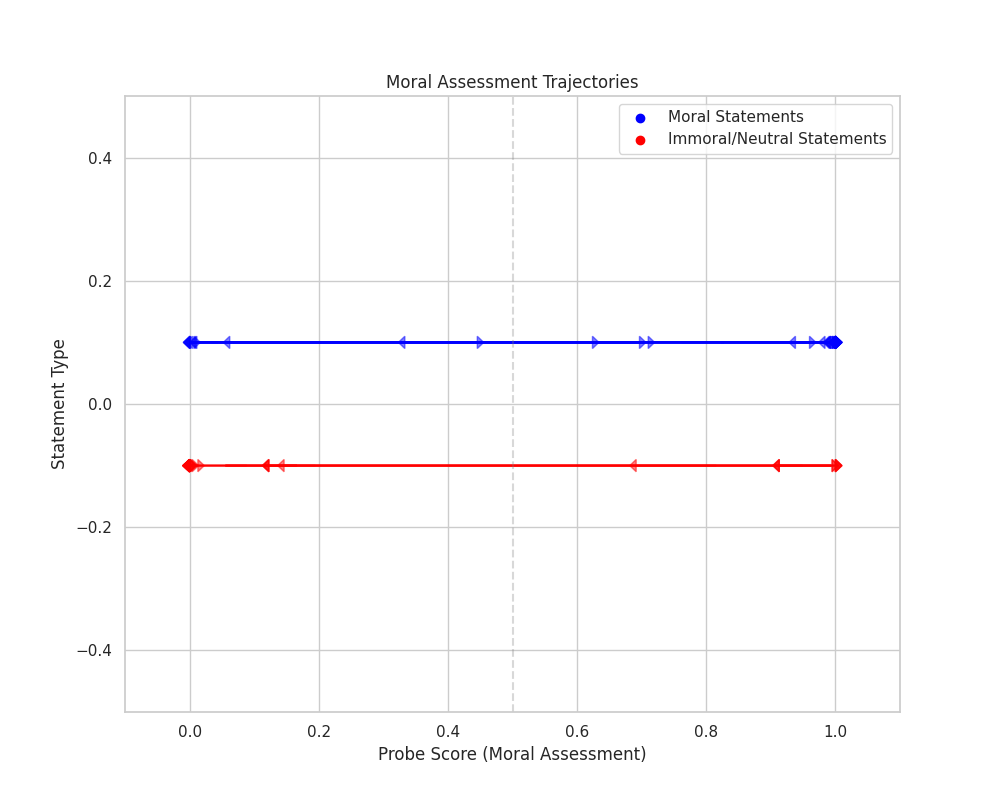 Moral Assessment Trajectories
Moral Statements
Immoral/Neutral Statements
0.4
0.2
0.0
−0.2
−0.4
Statement Type
0.0 0.2 0.4 0.6 0.8 1.0
Probe Score (Moral Assessment)